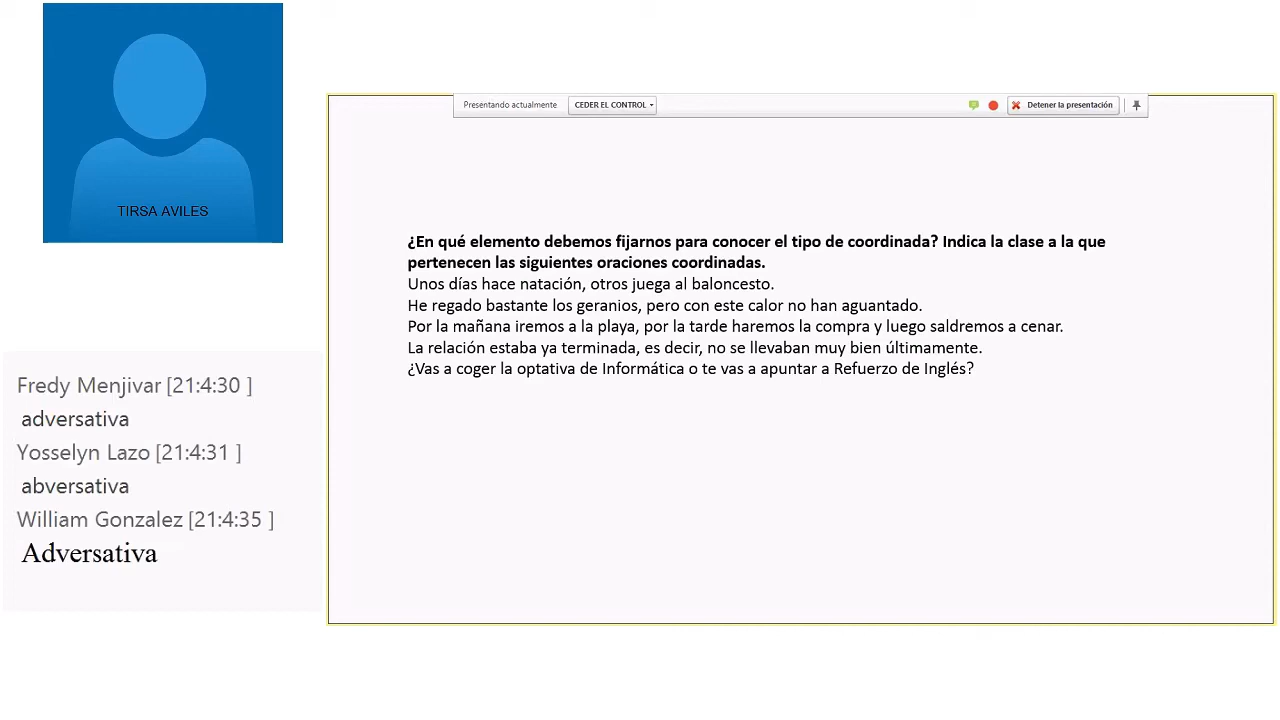 TIRSA AVILES
Presentando actualmente
CEDER EL CONTROL
Detener la presentación
¿En qué elemento debemos fijarnos para conocer el tipo de coordinada? Indica la clase a la que
pertenecen las siguientes oraciones coordinadas.
Unos días hace natación, otros juega al baloncesto.
He regado bastante los geranios, pero con este calor no han aguantado.
Por la mañana iremos a la playa, por la tarde haremos la compra y luego saldremos a cenar.
La relación estaba ya terminada, es decir, no se llevaban muy bien últimamente.
¿Vas a coger la optativa de Informática o te vas a apuntar a Refuerzo de Inglés?
Fredy Menjivar [21:4:30 ]
adversativa
Yosselyn Lazo [21:4:31 ]
abversativa
William Gonzalez [21:4:35 ]
Adversativa